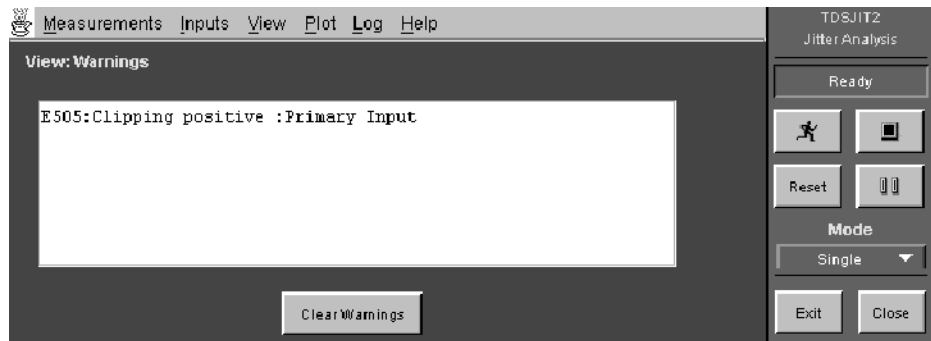 Measurements Inputs View Plot Log Help
View: Warnings
E505:Clipping positive :Primary Input
Clear Warnings
TDSJIT2
Jitter Analysis
Ready
Reset
Mode
Single
Exit Close